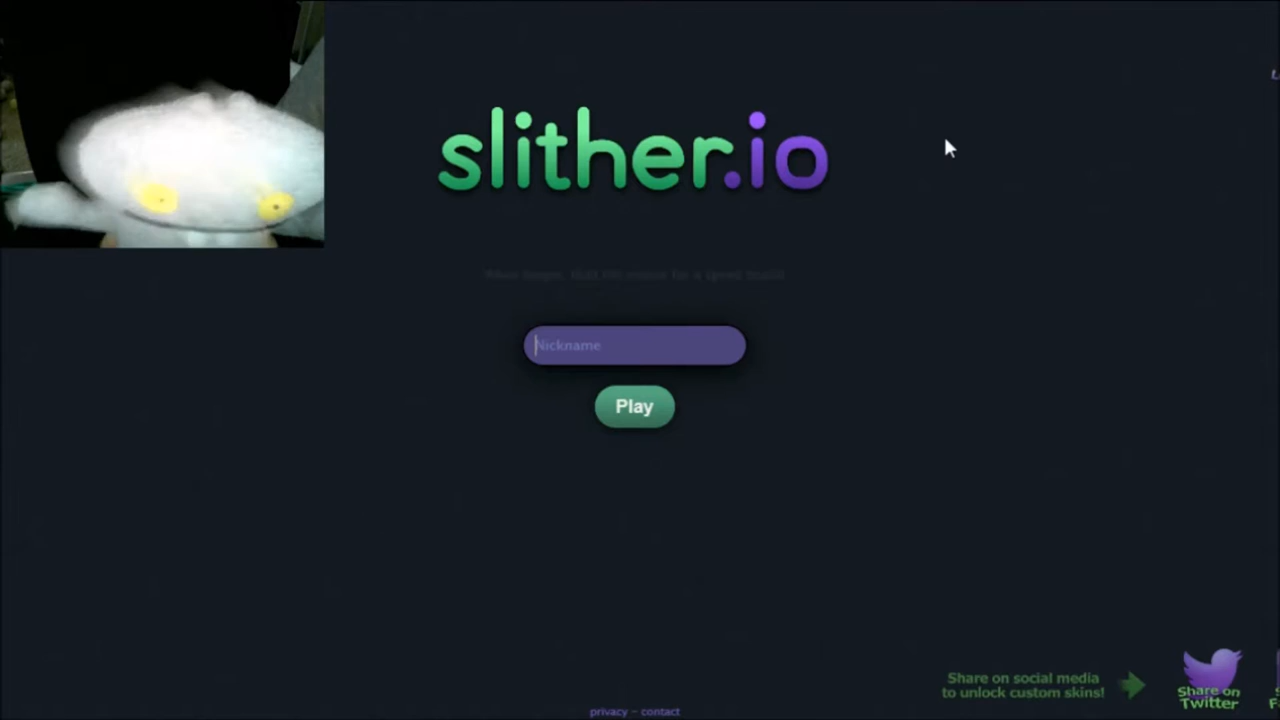 slither.io
Nickname
Play
Share on social media
to unlock custom skins!
Share on
Twitter
privacy - contact